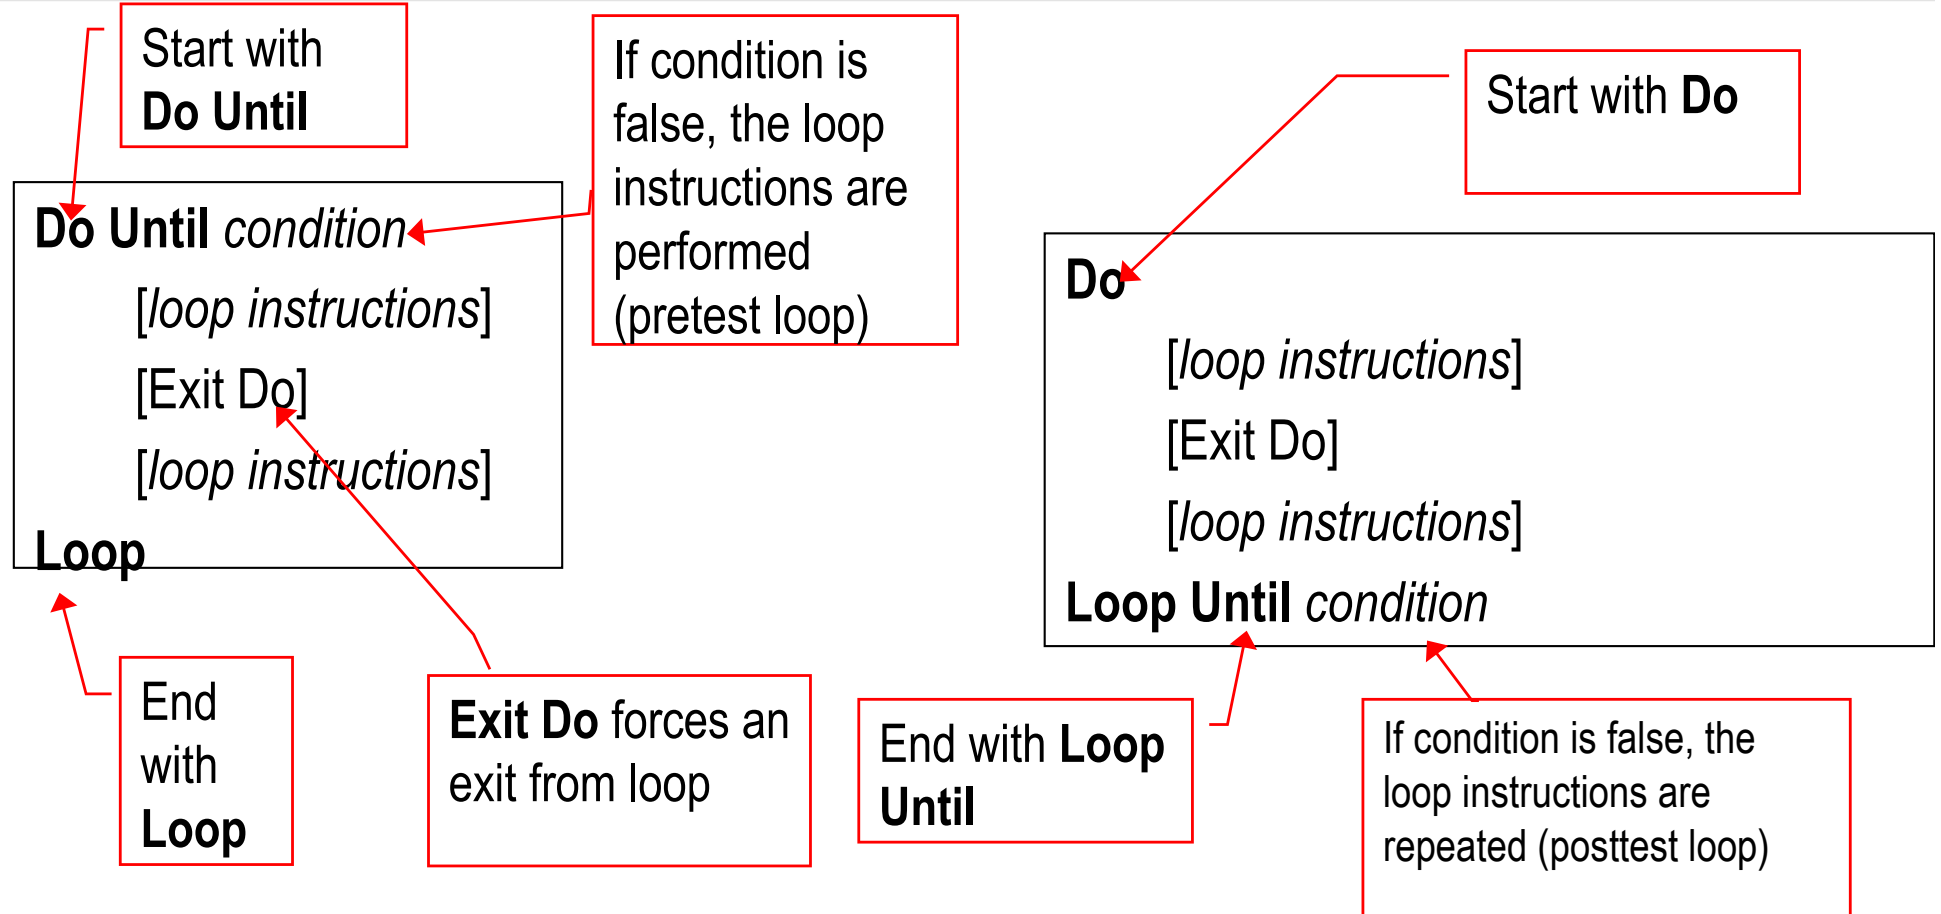 Start with
Do Until
If condition is
false, the loop
instructions are
performed
(pretest loop)
Do Until condition
[loop instructions]
[Exit Do]
[loop instructions]
Loop
End
with
Loop
Exit Do forces an
exit from loop
Start with Do
Do
[loop instructions]
[Exit Do]
[loop instructions]
Loop Until condition
End with Loop
Until
If condition is false, the
loop instructions are
repeated (posttest loop)